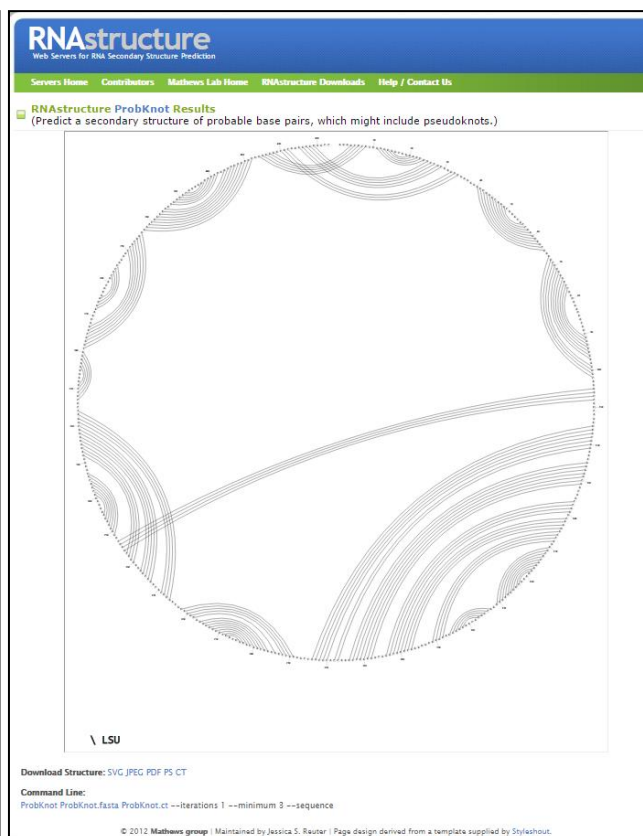 RNAstructure
Web Servers for RNA Secondary Structure Prediction
Servers Home Contributors Mathews Lab Home RNAstructure Downloads Help / Contact Us
RNAstructure ProbKnot Results
(Predict a secondary structure of probable base pairs, which might include pseudoknots.)
\ LSU
Download Structure: SVG JPEG PDF PS CT
Command Line:
ProbKnot ProbKnot.fasta ProbKnot.ct --iterations 1 --minimum 3 --sequence
© 2012 Mathews group | Maintained by Jessica S. Reuter | Page design derived from a template supplied by Styleshout.